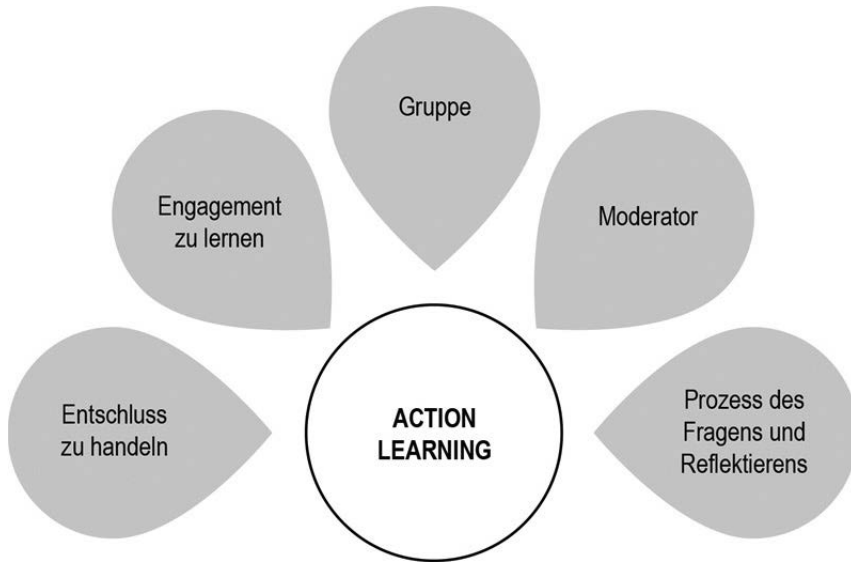 Gruppe
Engagement
zu lernen
Moderator
Entschluss
zu handeln
ACTION
LEARNING
Prozess des
Fragens und
Reflektierens